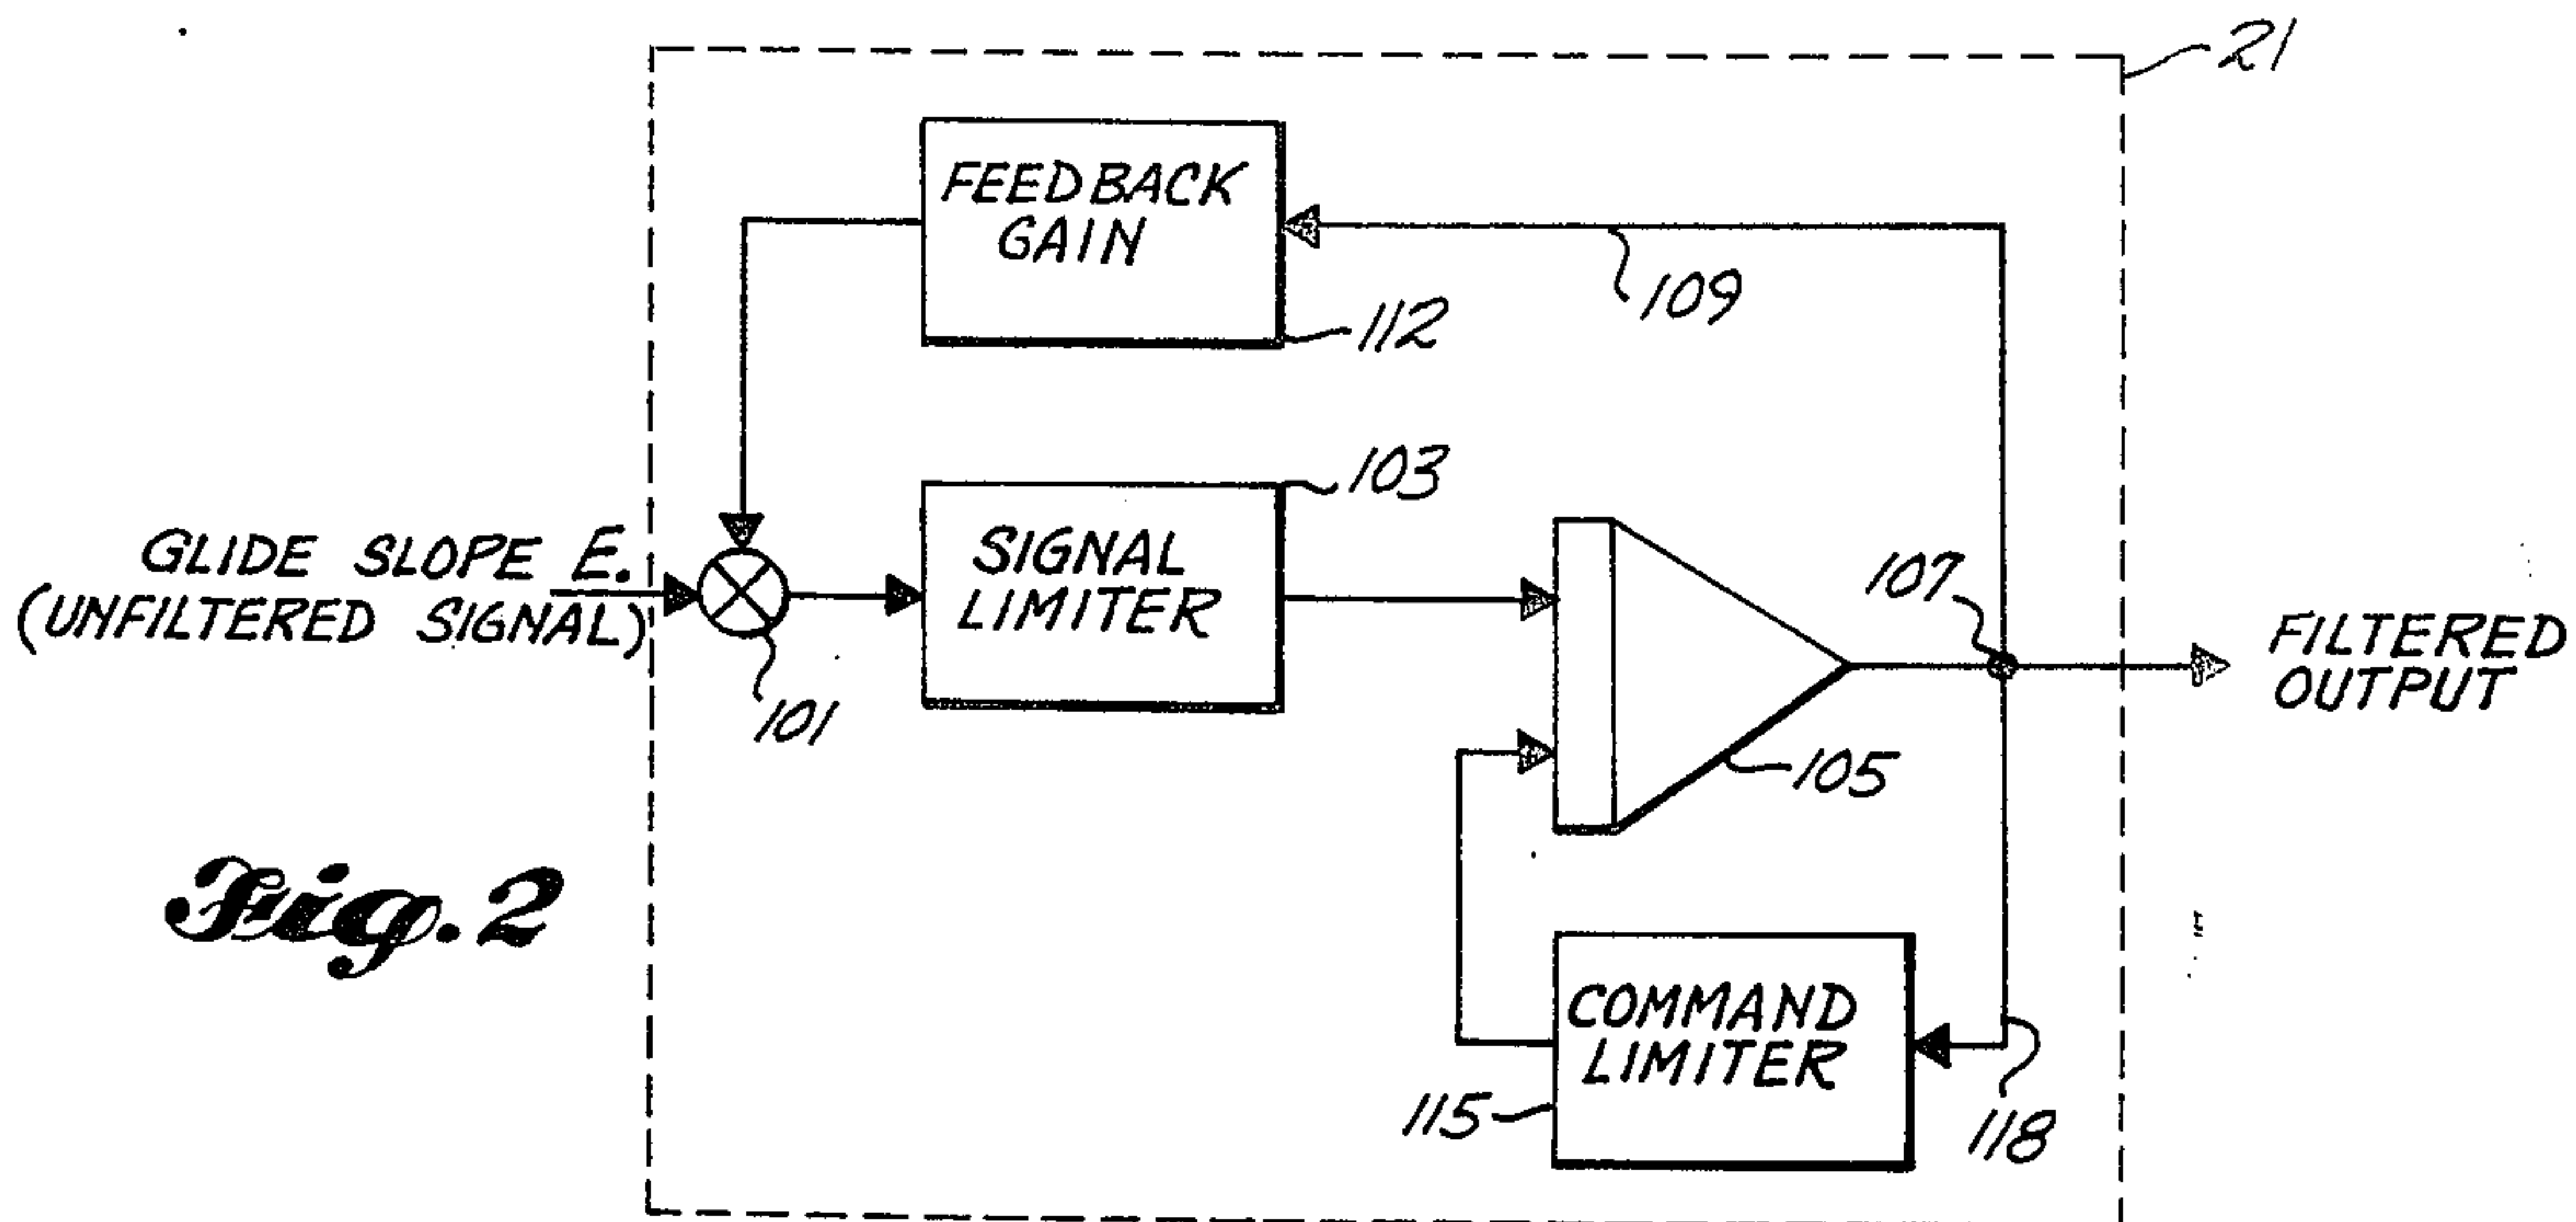 21
FEEDBACK
GAIN
109
112
103
GLIDE SLOPE E.
(UNFILTERED SIGNAL)
SIGNAL
LIMITER
101
107
FILTERED
OUTPUT
105
Fig. 2
COMMAND
LIMITER
115
118